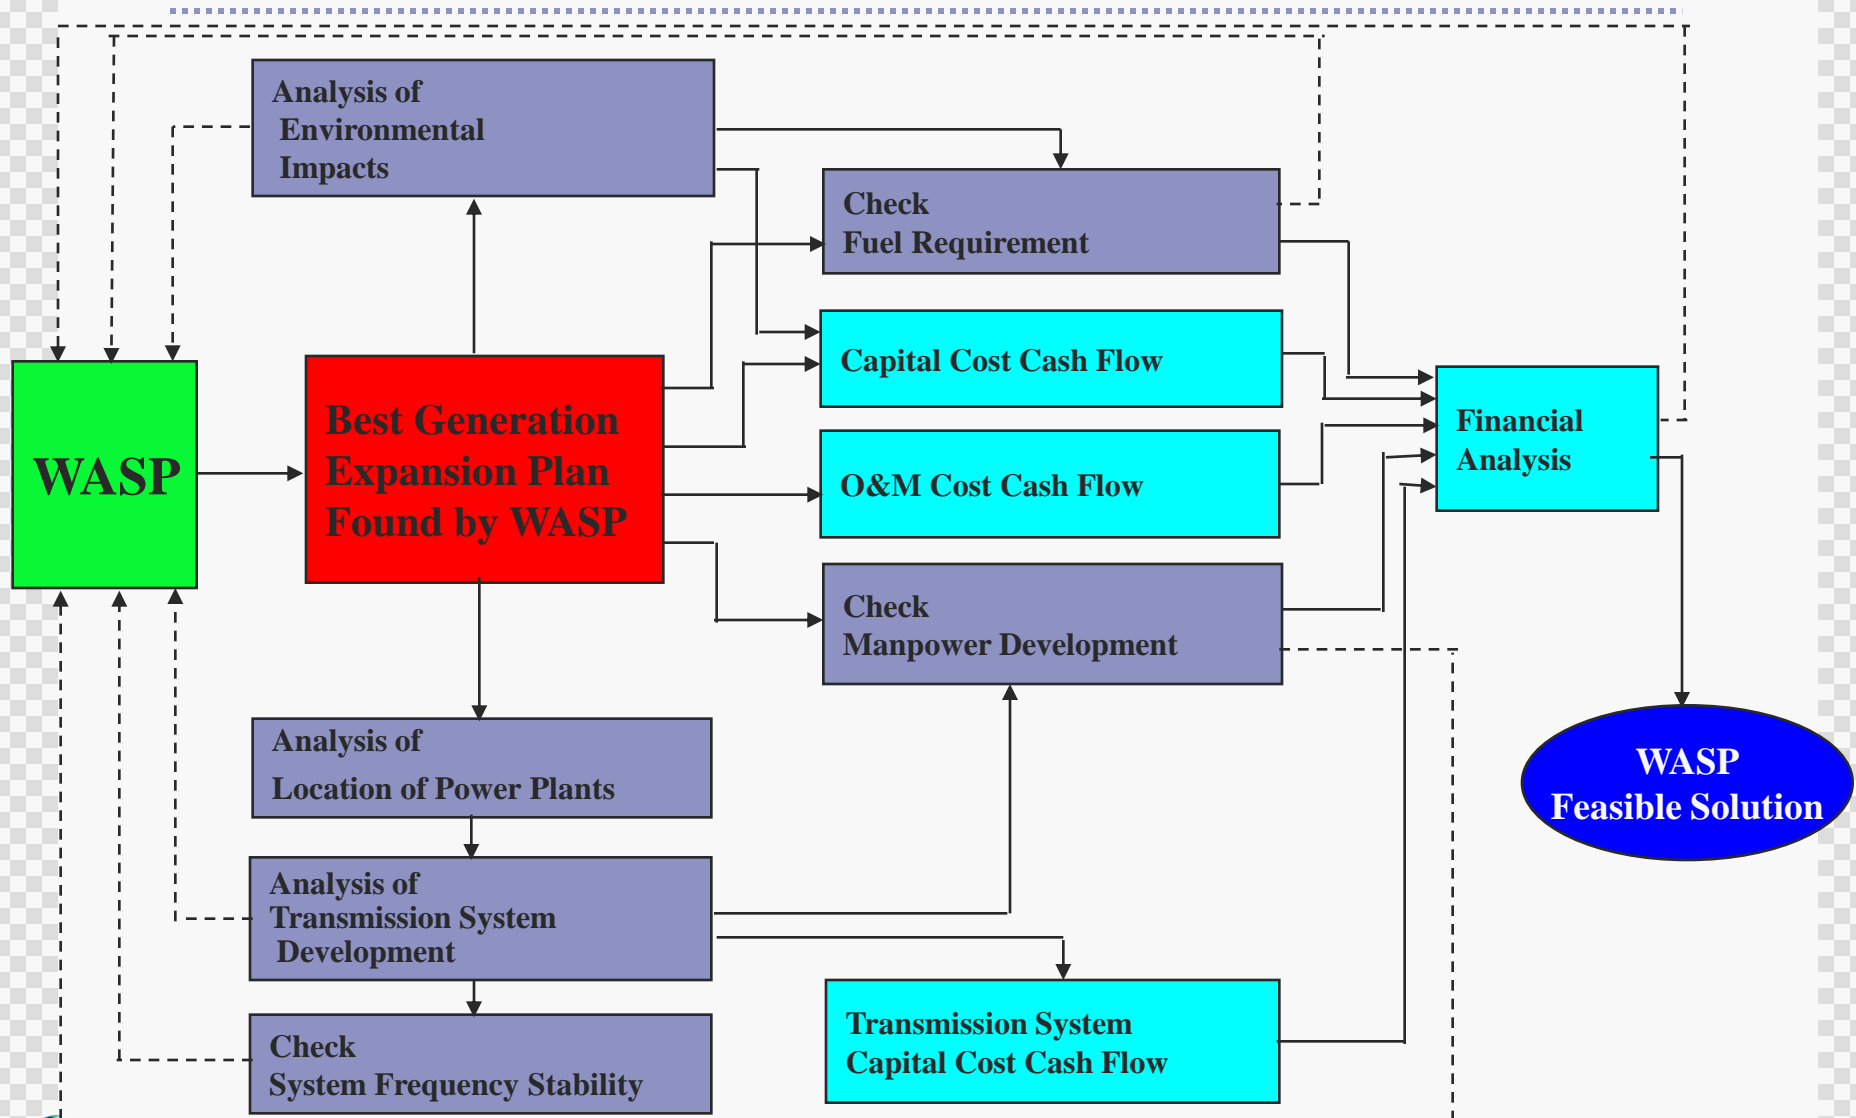 Analysis of
Environmental
Impacts
Check
Fuel Requirement
Capital Cost Cash Flow
WASP
Best Generation
Expansion Plan
Found by WASP
O&M Cost Cash Flow
Financial
Analysis
Check
Manpower Development
Analysis of
Location of Power Plants
WASP
Feasible Solution
Analysis of
Transmission System
Development
Transmission System
Capital Cost Cash Flow
Check
System Frequency Stability